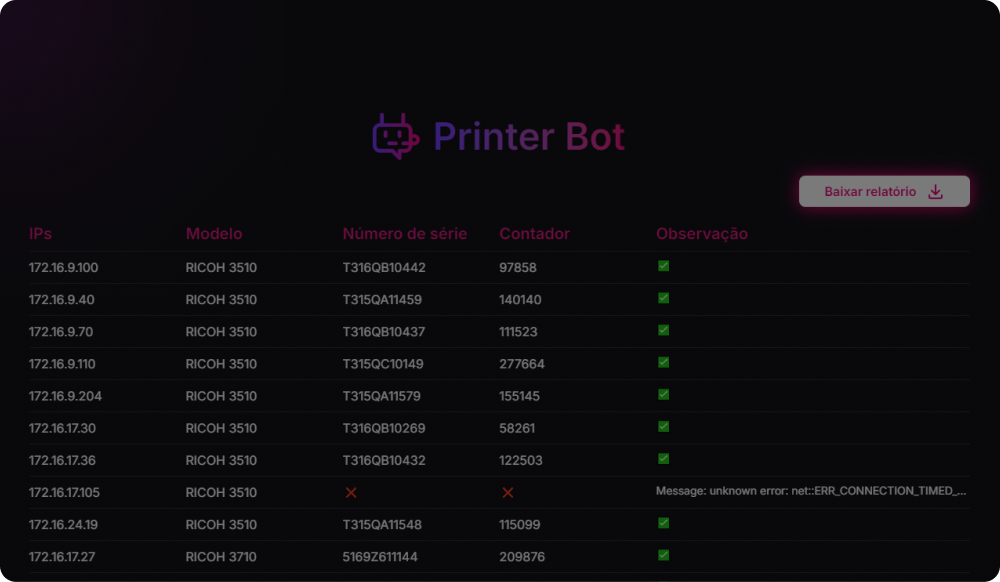 Printer Bot
Baixar relatório
IPs Modelo Número de série Contador Observação
172.16.9.100 RICOH 3510 T316QB10442 97858 ✅
172.16.9.40 RICOH 3510 T315QA11459 140140 ✅
172.16.9.70 RICOH 3510 T316QB10437 111523 ✅
172.16.9.110 RICOH 3510 T315QC10149 277664 ✅
172.16.9.204 RICOH 3510 T315QA11579 155145 ✅
172.16.17.30 RICOH 3510 T316QB10269 58261 ✅
172.16.17.36 RICOH 3510 T316QB10432 122503 ✅
172.16.17.105 RICOH 3510 ❌ ❌ Message: unknown error: net::ERR_CONNECTION_TIMED_...
172.16.24.19 RICOH 3510 T315QA11548 115099 ✅
172.16.17.27 RICOH 3710 5169Z611144 209876 ✅